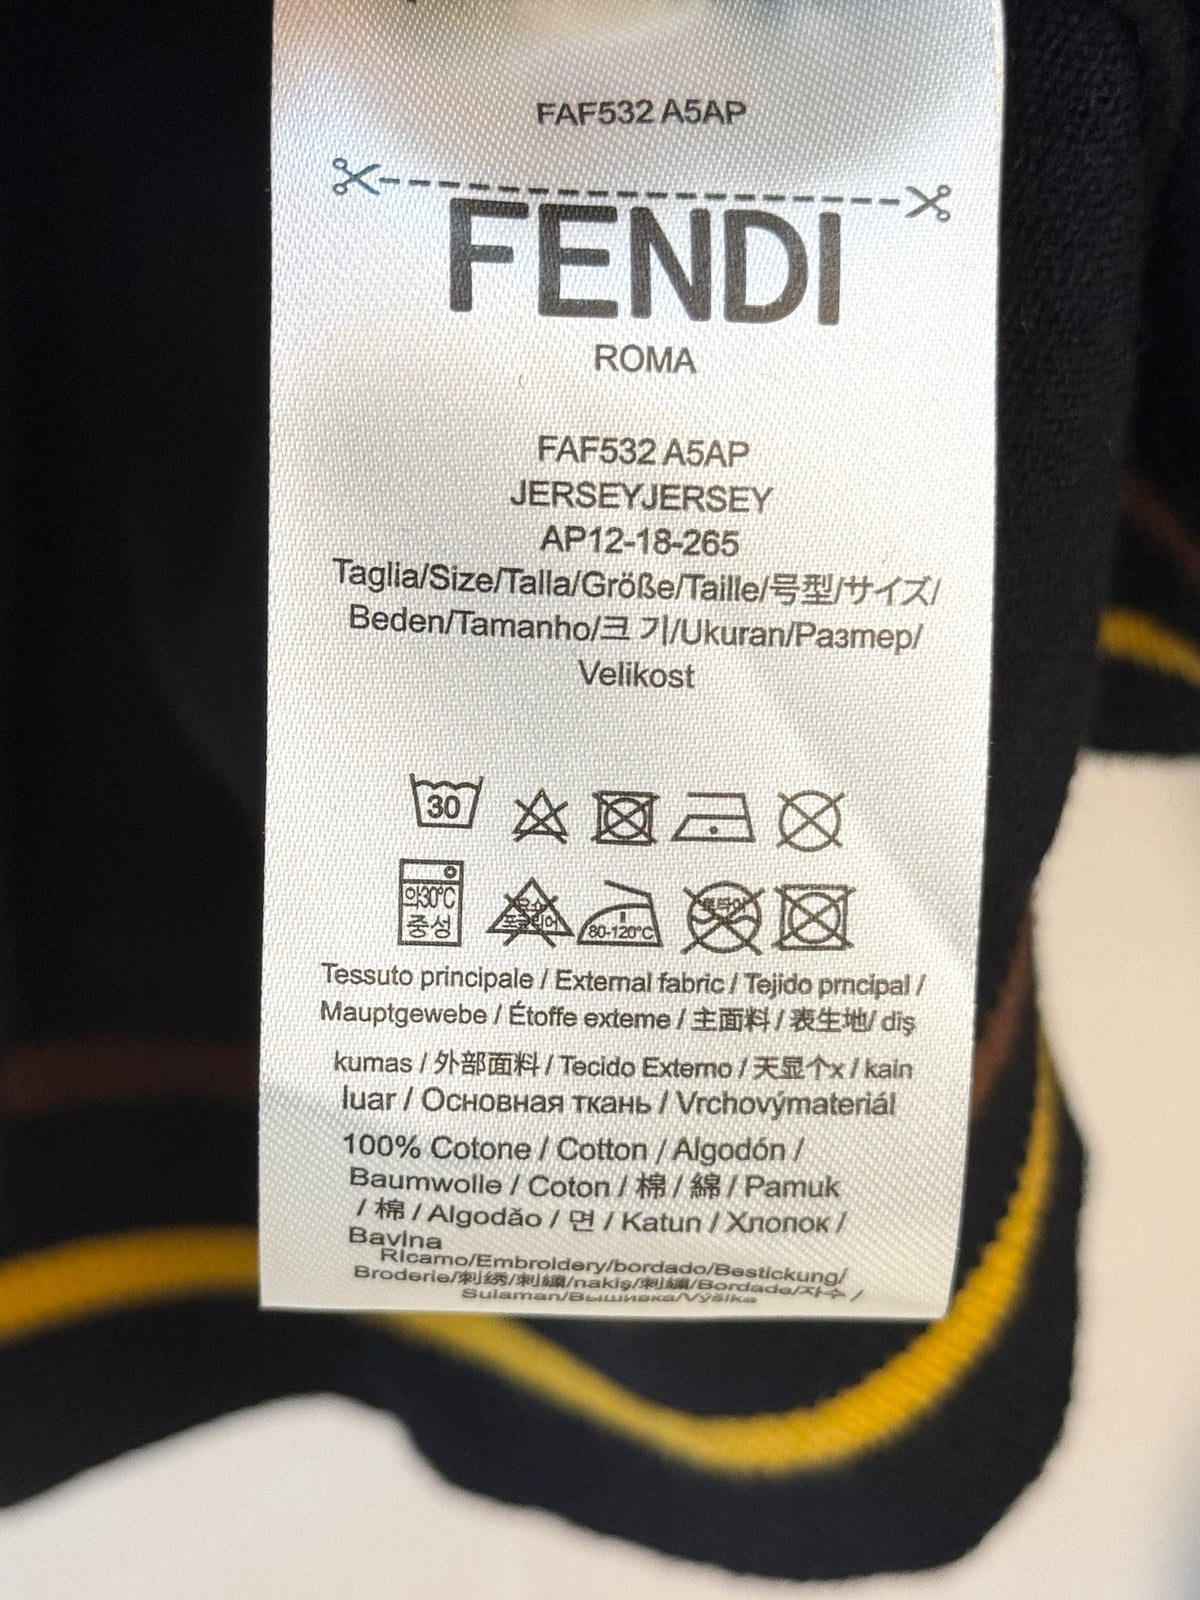 FAF532 A5AP
FENDI
ROMA
FAF532 A5AP
JERSEYJERSEY
AP12-18-265
Taglia/Size/Talla/Größe/Taille/号型/サイズ/
Beden/Tamanho/크 기/Ukuran/Размер/
Velikost
30
약30℃
중성
80-120℃
Tessuto principale / External fabric / Tejido prncipal /
Mauptgewebe / Étoffe exteme / 主面料 / 表生地/ diş
kumas / 外部面料 / Tecido Externo / 天显个x / kain
luar / Основная ткань / Vrchovýmateriál
100% Cotone / Cotton / Algodón /
Baumwolle / Coton / 棉 / 綿 / Pamuk
/ 棉 / Algodão / 면 / Katun / Хлопок /
Bavlna
Ricamo/Embroidery/bordado/Bestickung/
Broderie/刺绣/刺繍/nakiş/刺繍/Bordade/자수 /
Sulaman/Вышивка/Výšika